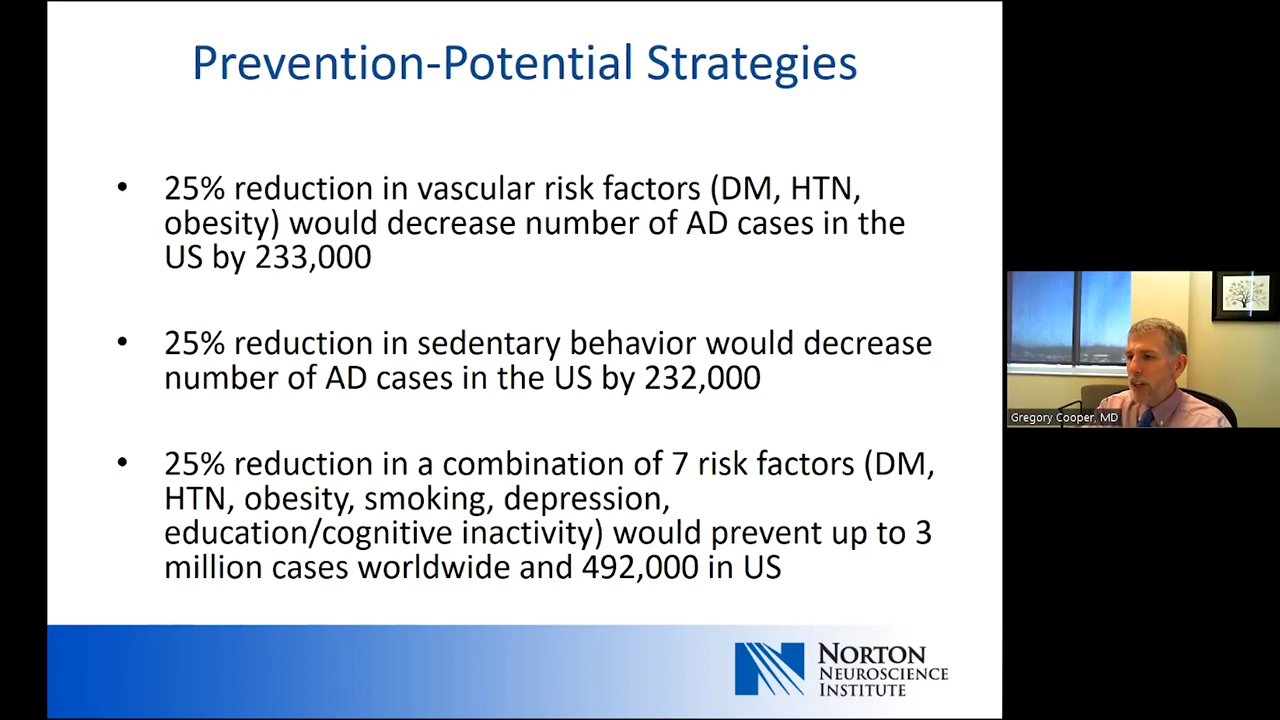 Prevention-Potential Strategies
• 25% reduction in vascular risk factors (DM, HTN,
obesity) would decrease number of AD cases in the
US by 233,000
• 25% reduction in sedentary behavior would decrease
number of AD cases in the US by 232,000
• 25% reduction in a combination of 7 risk factors (DM,
HTN, obesity, smoking, depression,
education/cognitive inactivity) would prevent up to 3
million cases worldwide and 492,000 in US
Gregory Cooper, MD
NORTON
NEUROSCIENCE
INSTITUTE